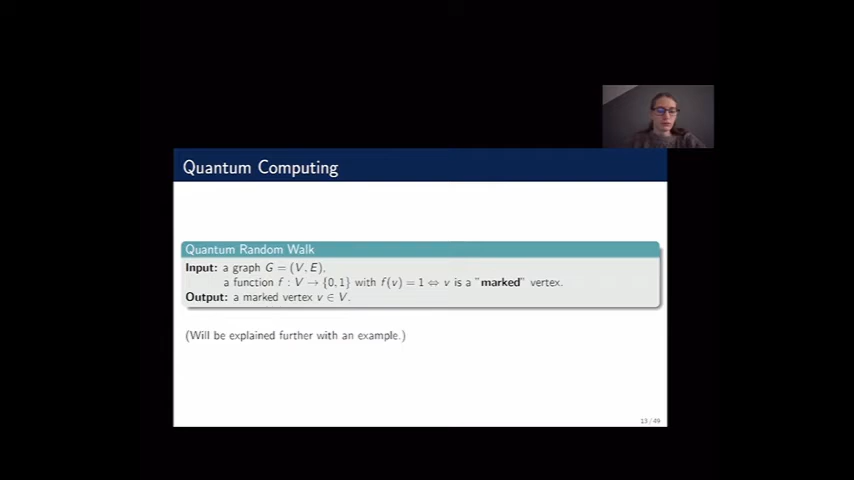 Quantum Computing
Quantum Random Walk
Input: a graph G = (V, E),
a function f : V → {0, 1} with f(v) = 1 ⇔ v is a "marked" vertex.
Output: a marked vertex v ∈ V.
(Will be explained further with an example.)
13/46